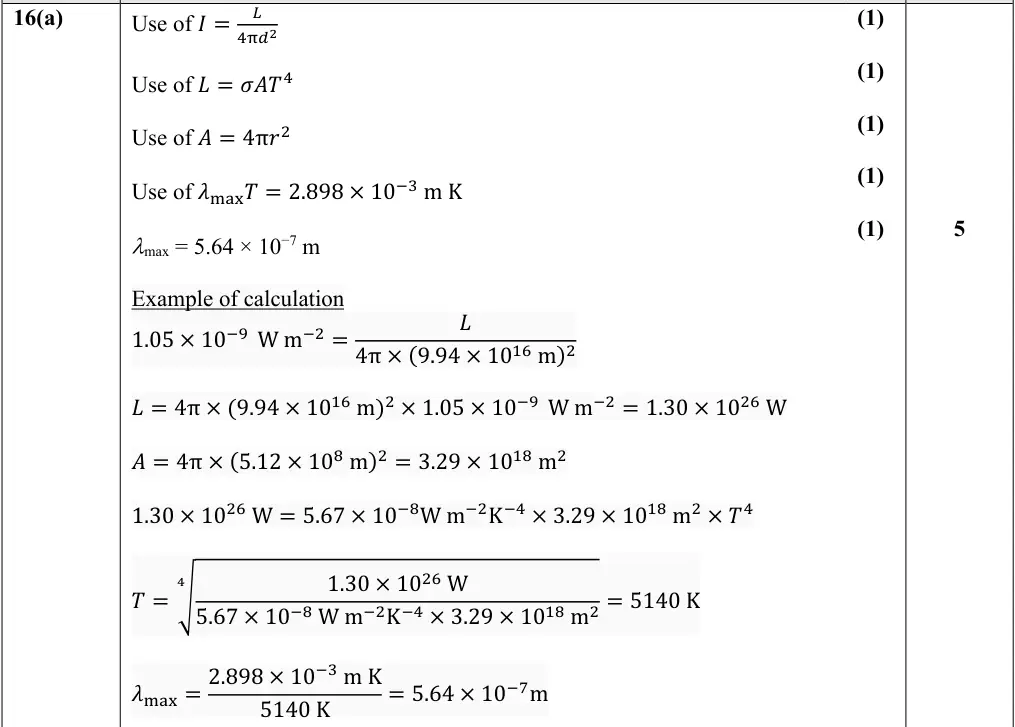 16(a)
Use of I = L / 4πd² (1)
Use of L = σAT⁴ (1)
Use of A = 4πr² (1)
Use of λmaxT = 2.898 × 10⁻³ m K (1)
λmax = 5.64 × 10⁻⁷ m (1) 5
Example of calculation
1.05 × 10⁻⁹ W m⁻² = L / 4π × (9.94 × 10¹⁶ m)²
L = 4π × (9.94 × 10¹⁶ m)² × 1.05 × 10⁻⁹ W m⁻² = 1.30 × 10²⁶ W
A = 4π × (5.12 × 10⁸ m)² = 3.29 × 10¹⁸ m²
1.30 × 10²⁶ W = 5.67 × 10⁻⁸W m⁻²K⁻⁴ × 3.29 × 10¹⁸ m² × T⁴
T = ⁴√(1.30 × 10²⁶ W / 5.67 × 10⁻⁸ W m⁻²K⁻⁴ × 3.29 × 10¹⁸ m²) = 5140 K
λmax = 2.898 × 10⁻³ m K / 5140 K = 5.64 × 10⁻⁷m